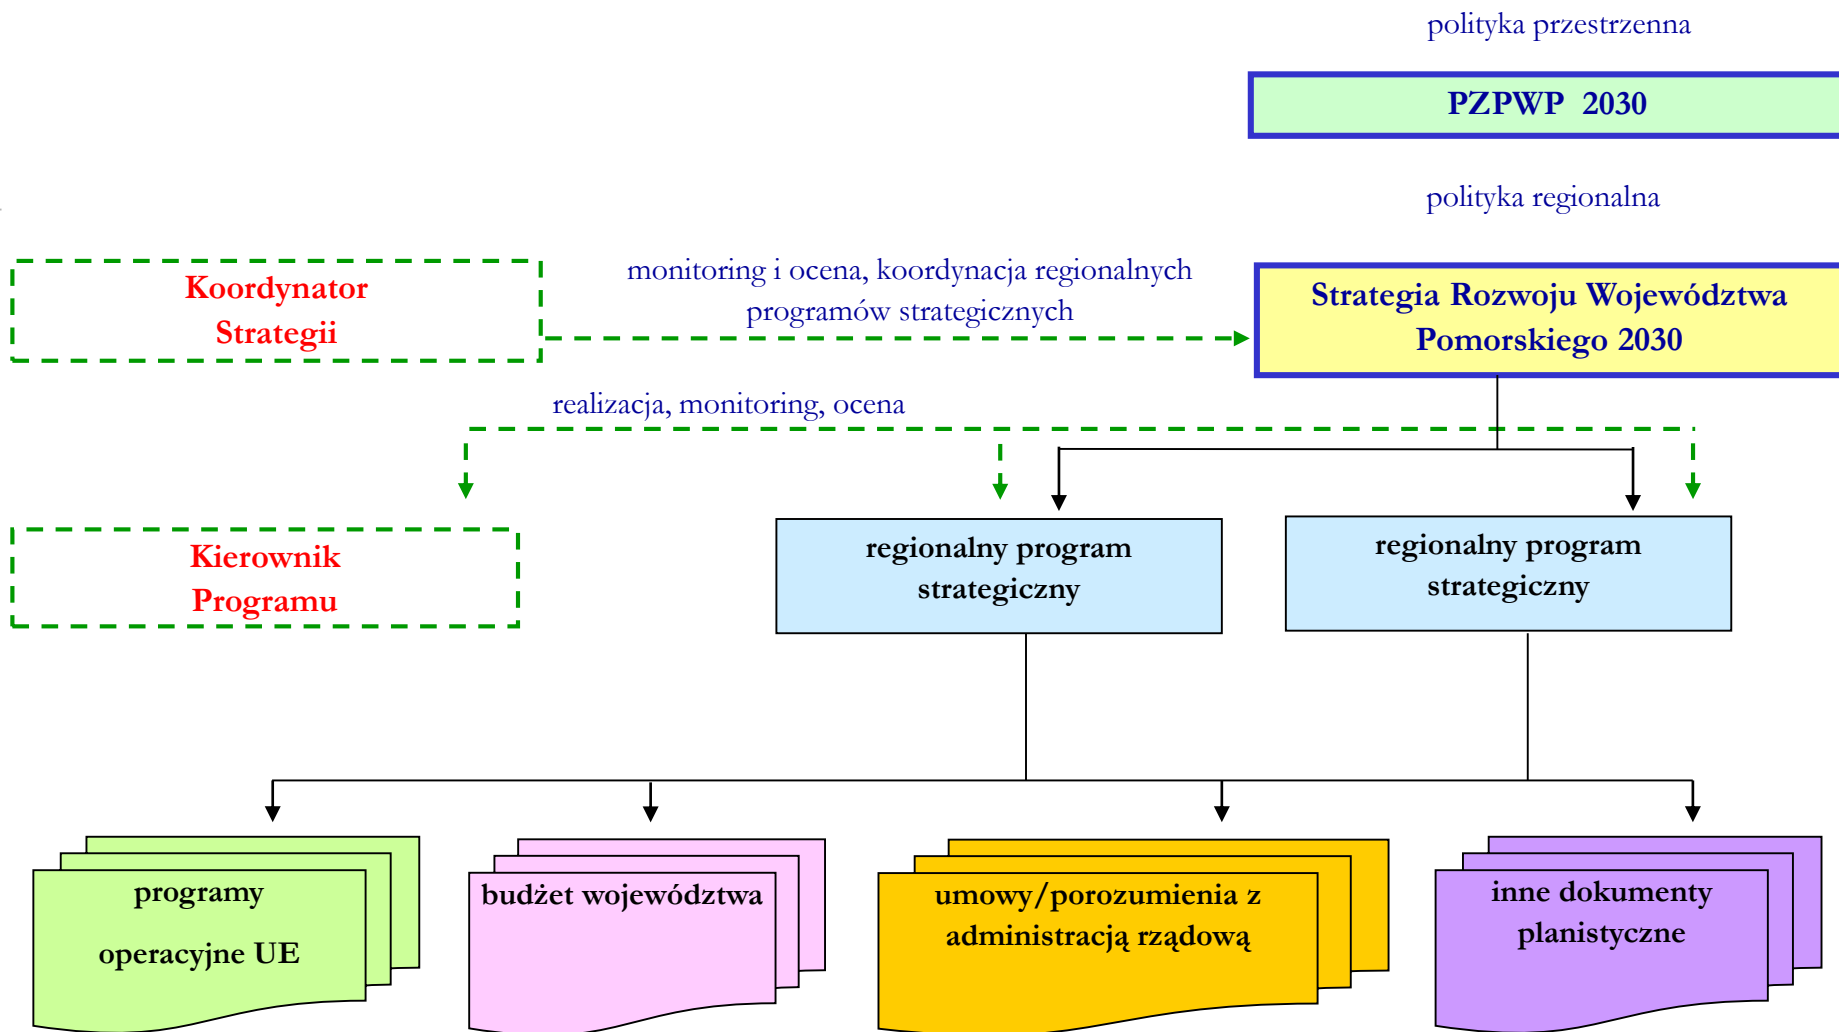 polityka przestrzenna
PZPWP 2030
polityka regionalna
Koordynator
Strategii
monitoring i ocena, koordynacja regionalnych
programów strategicznych
Strategia Rozwoju Województwa
Pomorskiego 2030
realizacja, monitoring, ocena
Kierownik
Programu
regionalny program
strategiczny
regionalny program
strategiczny
programy
operacyjne UE
budżet województwa
umowy/porozumienia z
administracją rządową
inne dokumenty
planistyczne